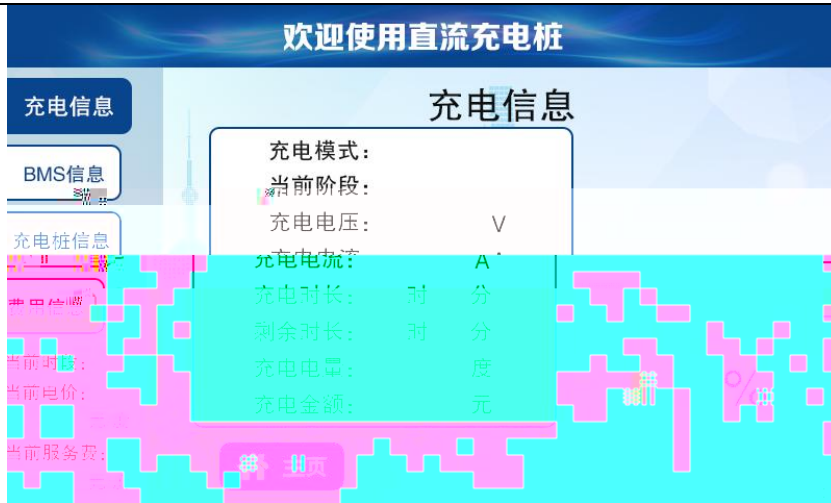 欢迎使用直流充电桩
充电信息
BMS信息
充电桩信息
费用信息
当前时段:
当前电价:
当前服务费:
充电信息
充电模式:
当前阶段:
充电电压: V
充电电流: A
充电时长: 时 分
剩余时长: 时 分
充电电量: 度
充电金额: 元
%
主页